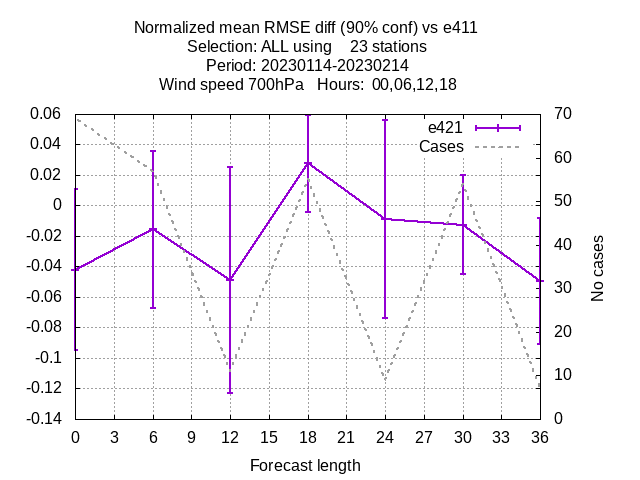 Normalized mean RMSE diff (90% conf) vs e411
Selection: ALL using    23 stations
Period: 20230114-20230214
Wind speed 700hPa   Hours:  00,06,12,18
0.06
0.04
0.02
0
-0.02
-0.04
-0.06
-0.08
-0.1
-0.12
-0.14
e421
Cases
70
60
50
40
30
20
10
0
No cases
0 3 6 9 12 15 18 21 24 27 30 33 36
Forecast length